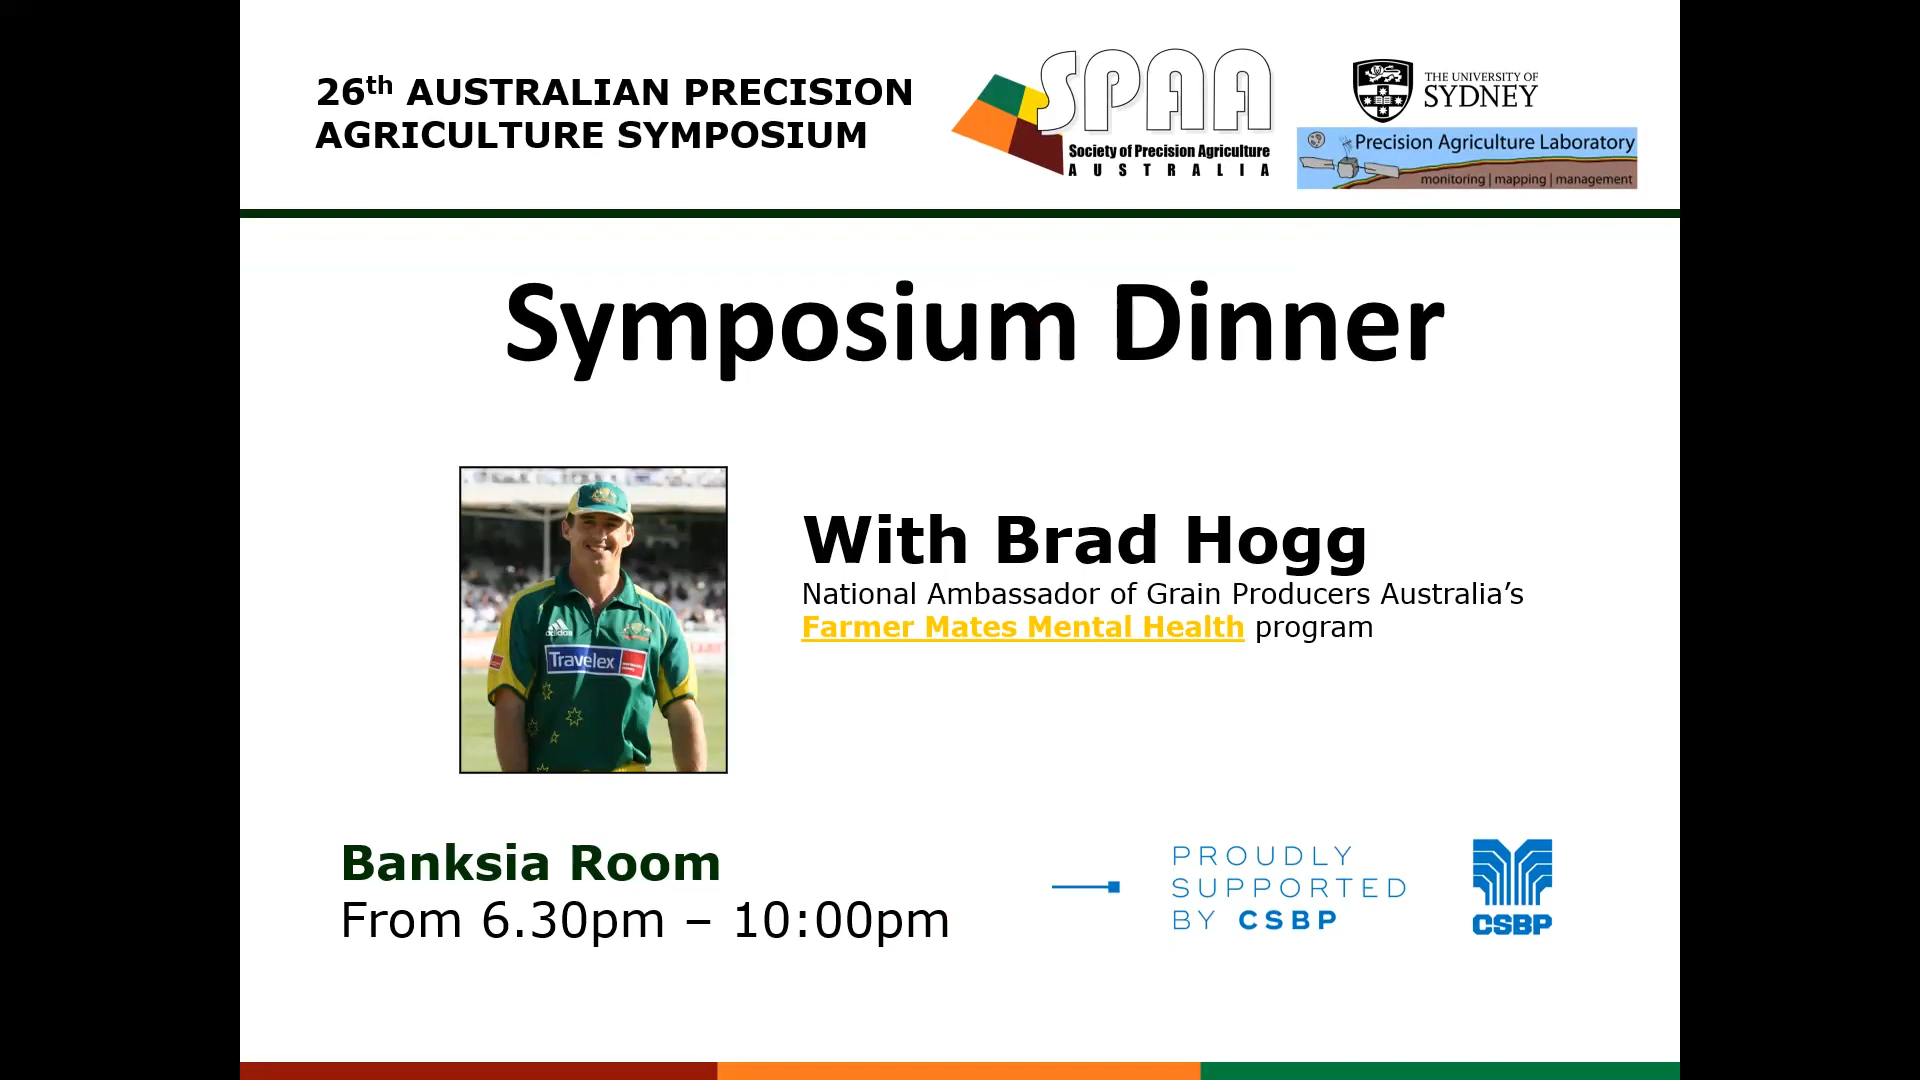 26th AUSTRALIAN PRECISION
AGRICULTURE SYMPOSIUM
SPAA
Society of Precision Agriculture
AUSTRALIA
THE UNIVERSITY OF
SYDNEY
Precision Agriculture Laboratory
monitoring | mapping | management
Symposium Dinner
adidas
Travelex
With Brad Hogg
National Ambassador of Grain Producers Australia’s
Farmer Mates Mental Health program
Banksia Room
From 6.30pm – 10:00pm
PROUDLY
SUPPORTED
BY CSBP
CSBP